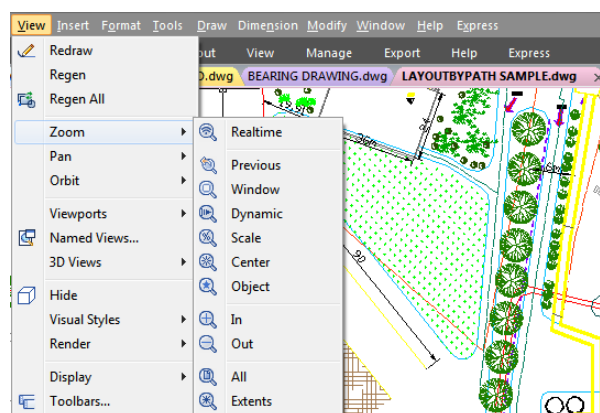 View Insert Format Tools Draw Dimension Modify Window Help Express
out View Manage Export Help Express
.dwg BEARING DRAWING.dwg LAYOUTBYPATH SAMPLE.dwg
Redraw
Regen
Regen All
Zoom
Pan
Orbit
Viewports
Named Views...
3D Views
Hide
Visual Styles
Render
Display
Toolbars...
Realtime
Previous
Window
Dynamic
Scale
Center
Object
In
Out
All
Extents
90